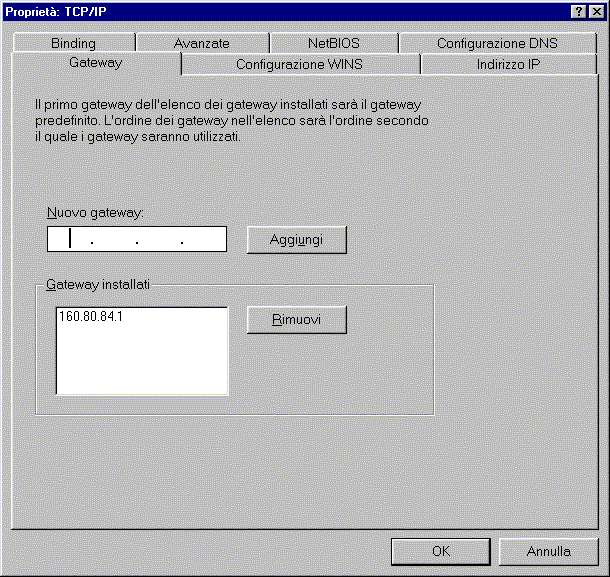 Proprietà: TCP/IP
Binding
Avanzate
NetBIOS
Configurazione DNS
Gateway
Configurazione WINS
Indirizzo IP
Il primo gateway dell'elenco dei gateway installati sarà il gateway
predefinito. L'ordine dei gateway nell'elenco sarà l'ordine secondo
il quale i gateway saranno utilizzati.
Nuovo gateway:
. . .
Aggiungi
Gateway installati
160.80.84.1
Rimuovi
OK
Annulla